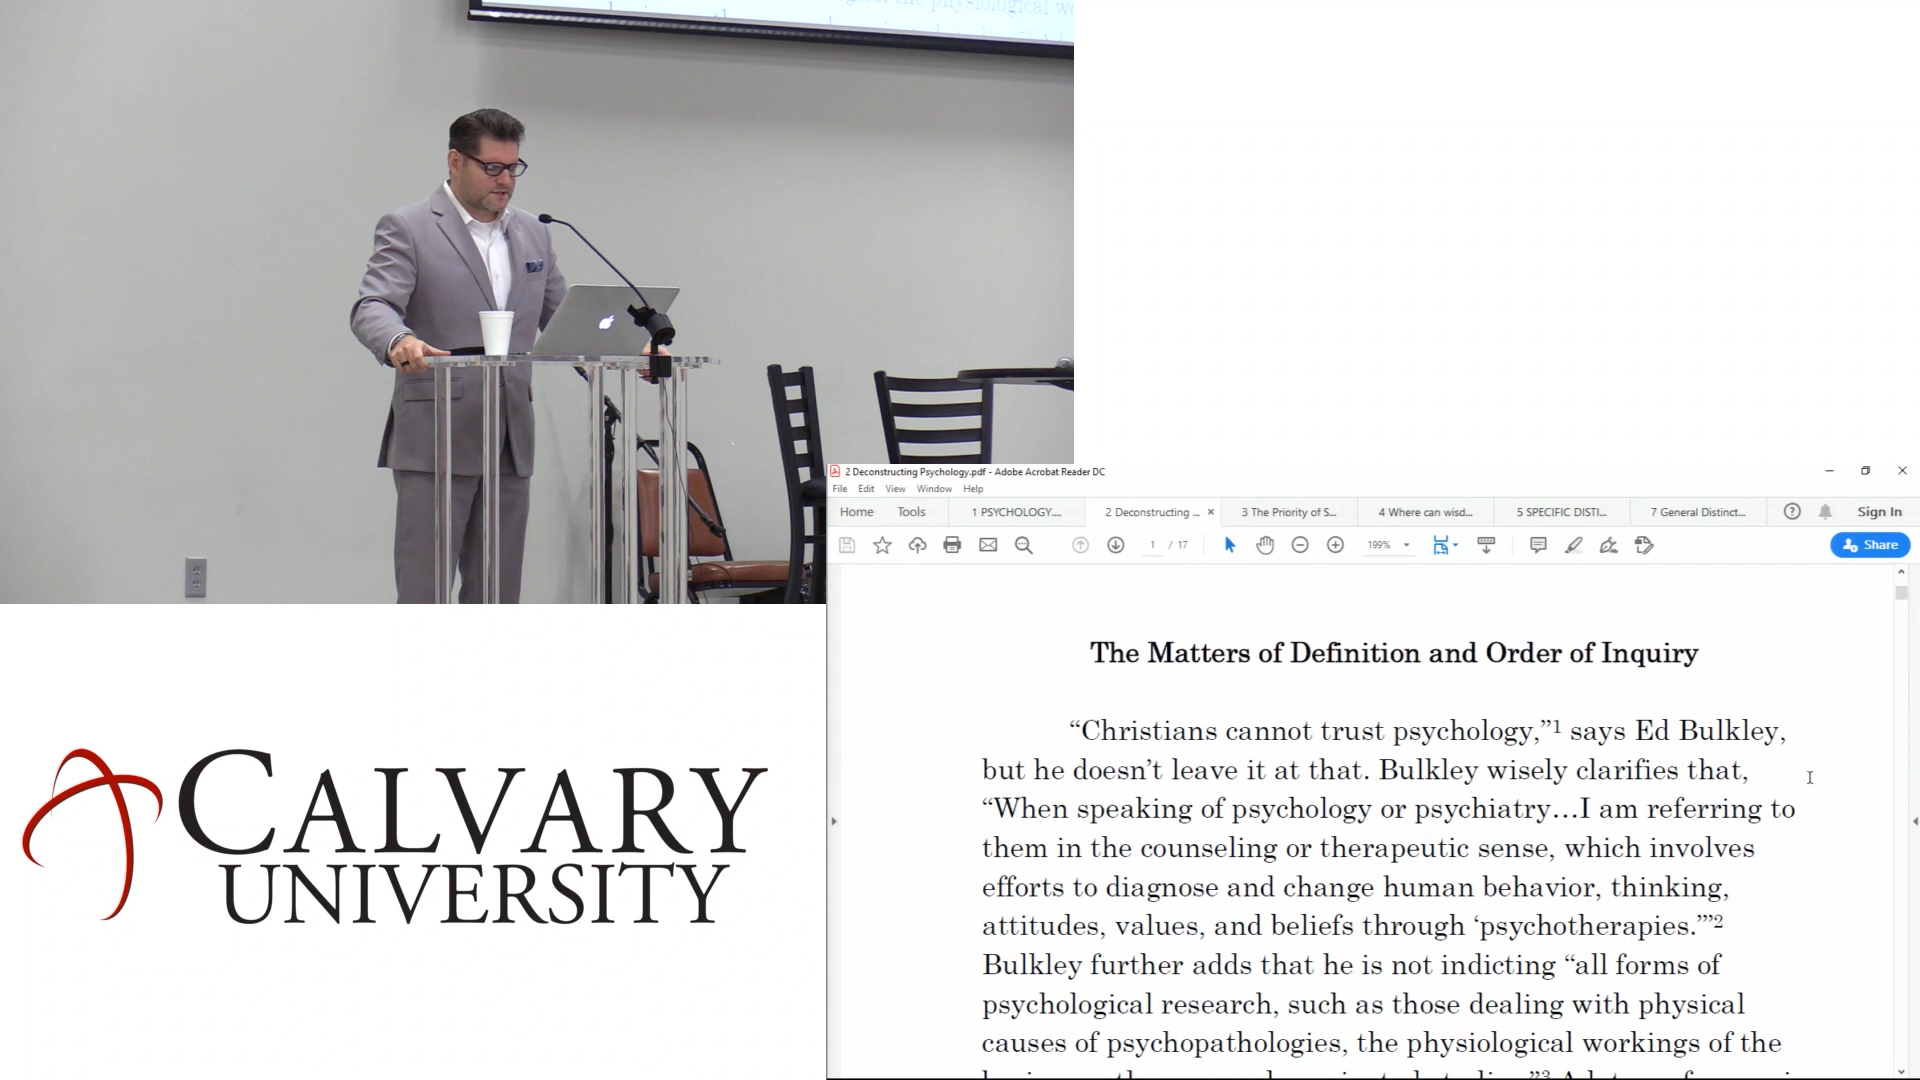 the physiological wo
CALVARY
UNIVERSITY
2 Deconstructing Psychology.pdf - Adobe Acrobat Reader DC
File Edit View Window Help
Home Tools 1 PSYCHOLOGY.... 2 Deconstructing ... × 3 The Priority of S... 4 Where can wisd... 5 SPECIFIC DISTI... 7 General Distinct... Sign In
1 / 17 199% Share
The Matters of Definition and Order of Inquiry
“Christians cannot trust psychology,”1 says Ed Bulkley,
but he doesn’t leave it at that. Bulkley wisely clarifies that,
“When speaking of psychology or psychiatry…I am referring to
them in the counseling or therapeutic sense, which involves
efforts to diagnose and change human behavior, thinking,
attitudes, values, and beliefs through ‘psychotherapies.’”2
Bulkley further adds that he is not indicting “all forms of
psychological research, such as those dealing with physical
causes of psychopathologies, the physiological workings of the